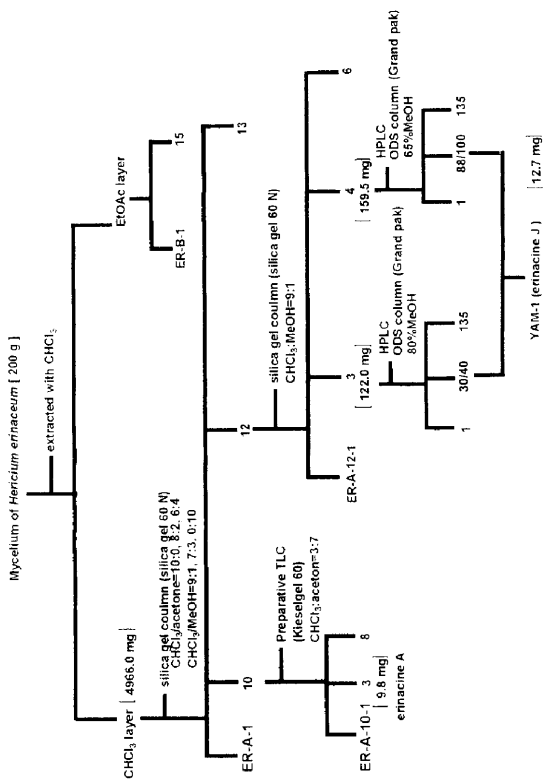 Mycelium of Hericium erinaceum [ 200 g ]
extracted with CHCl3
CHCl3 layer [ 4966.0 mg ]
EtOAc layer
ER-B-1
15
silica gel coulmn (silica gel 60 N)
CHCl3/acetone=10:0, 8:2, 6:4
CHCl3/MeOH=9:1, 7:3, 0:10
ER-A-1
10
12
13
Preparative TLC
(Kieselgel 60)
CHCl3:aceton=3:7
silica gel coulmn (silica gel 60 N)
CHCl3:MeOH=9:1
ER-A-10-1
3
8
[ 9.8 mg ]
erinacine A
ER-A-12-1
3
4
6
[ 122.0 mg ]
[ 159.5 mg ]
HPLC
ODS column (Grand pak)
80%MeOH
HPLC
ODS column (Grand pak)
65%MeOH
1
30/40
135
1
88/100
135
YAM-1 (erinacine J )
[ 12.7 mg ]